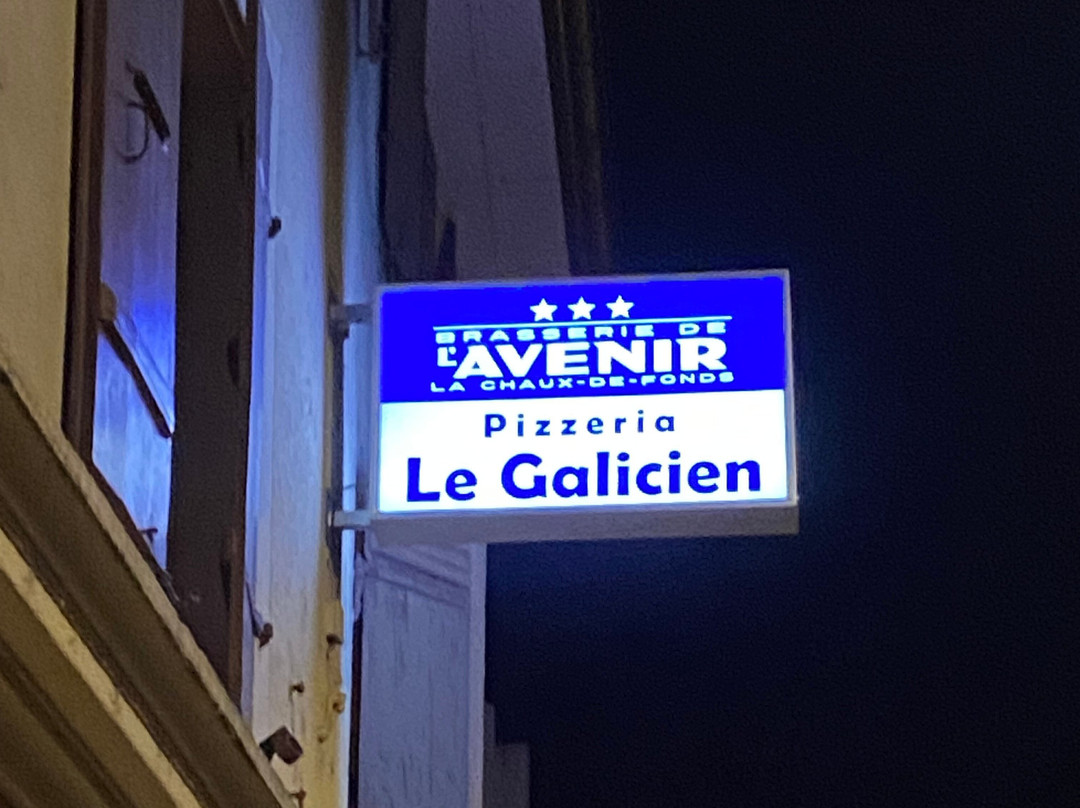 BRASSERIE DE
L'AVENIR
LA CHAUX-DE-FONDS
Pizzeria
Le Galicien